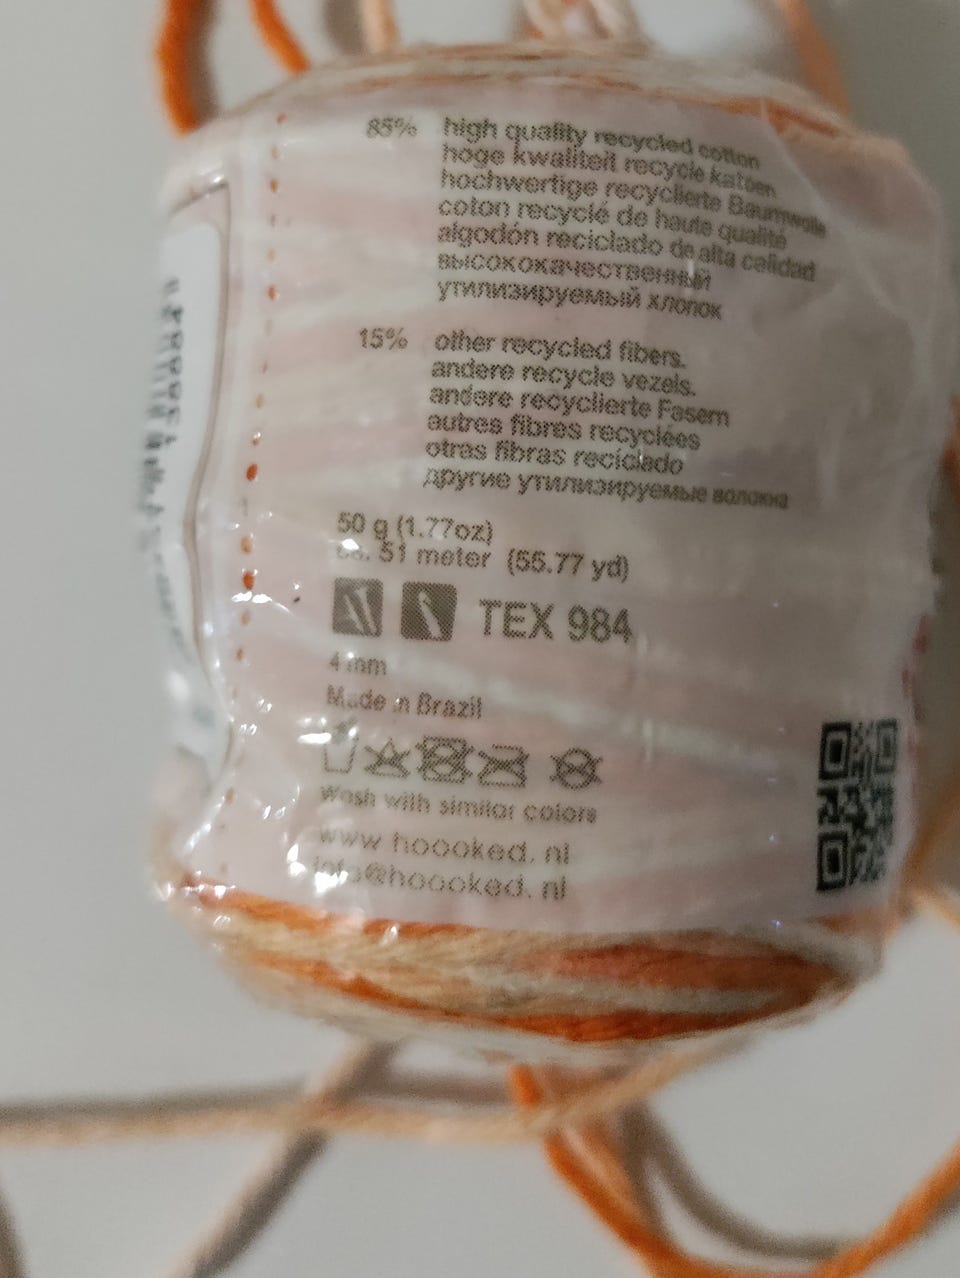 85% high quality recycled cotton
hoge kwaliteit recycle katoen
hochwertige recyclierte Baumwolle
coton recyclé de haute qualité
algodón reciclado de alta calidad
высококачественный
утилизируемый хлопок
15% other recycled fibers.
andere recycle vezels.
andere recyclierte Fasern
autres fibres recyclées
otras fibras recíclado
другие утилизируемые волокна
50 g (1.77oz)
51 meter (55.77 yd)
TEX 984
4 mm
Made in Brazil
Wash with similar colors
www hoooked. nl
info@hoooked. nl